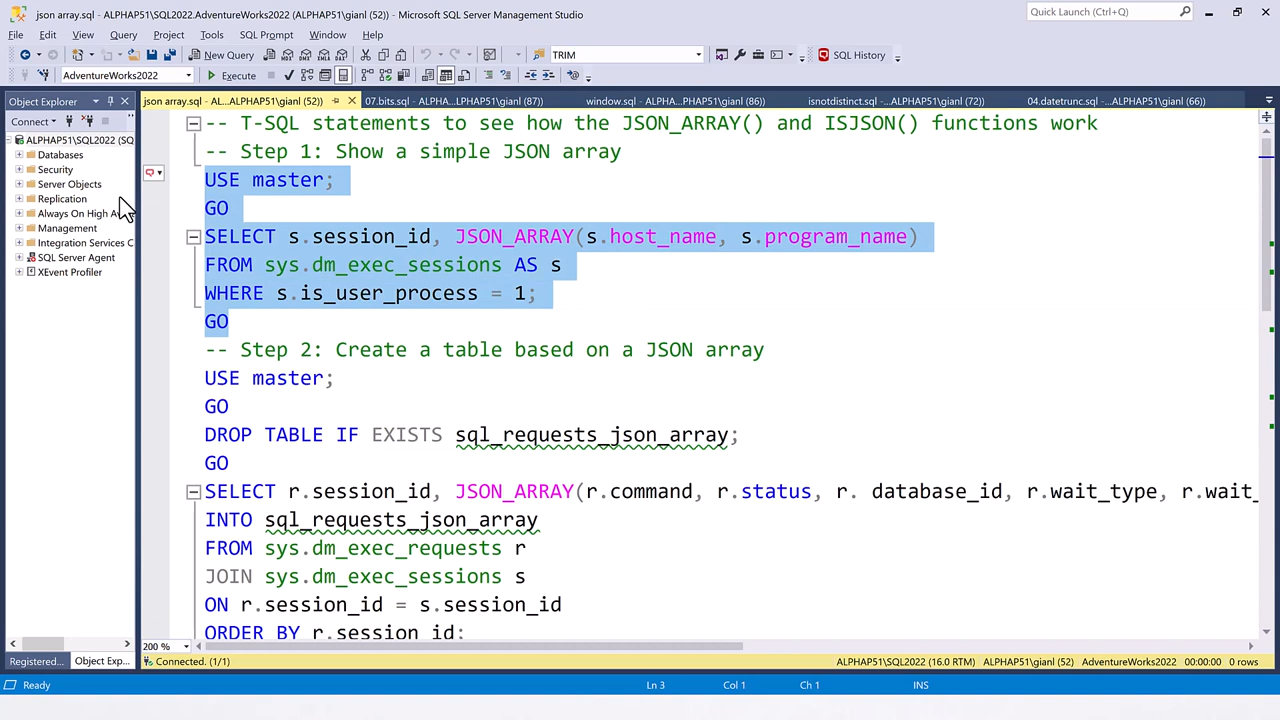 json array.sql - ALPHAP51\SQL2022.AdventureWorks2022 (ALPHAP51\gianl (52)) - Microsoft SQL Server Management Studio
Quick Launch (Ctrl+Q)
File Edit View Query Project Tools SQL Prompt Window Help
New Query TRIM SQL History
AdventureWorks2022 Execute
Object Explorer
json array.sql - AL...ALPHAP51\gianl (52))
07.bits.sql - ALPHA...LPHAP51\gianl (87))
window.sql - ALPHA...PHAP51\gianl (86))
isnotdistinct.sql -...ALPHAP51\gianl (72))
04.datetrunc.sql -...ALPHAP51\gianl (66))
Connect
ALPHAP51\SQL2022 (SQ
Databases
Security
Server Objects
Replication
Always On High A
Management
Integration Services C
SQL Server Agent
XEvent Profiler
-- T-SQL statements to see how the JSON_ARRAY() and ISJSON() functions work
-- Step 1: Show a simple JSON array
USE master;
GO
SELECT s.session_id, JSON_ARRAY(s.host_name, s.program_name)
FROM sys.dm_exec_sessions AS s
WHERE s.is_user_process = 1;
GO
-- Step 2: Create a table based on a JSON array
USE master;
GO
DROP TABLE IF EXISTS sql_requests_json_array;
GO
SELECT r.session_id, JSON_ARRAY(r.command, r.status, r. database_id, r.wait_type, r.wait_
INTO sql_requests_json_array
FROM sys.dm_exec_requests r
JOIN sys.dm_exec_sessions s
ON r.session_id = s.session_id
ORDER BY r.session_id;
200 %
Registered... Object Exp...
Connected. (1/1)
ALPHAP51\SQL2022 (16.0 RTM) ALPHAP51\gianl (52) AdventureWorks2022 00:00:00 0 rows
Ready Ln 3 Col 1 Ch 1 INS